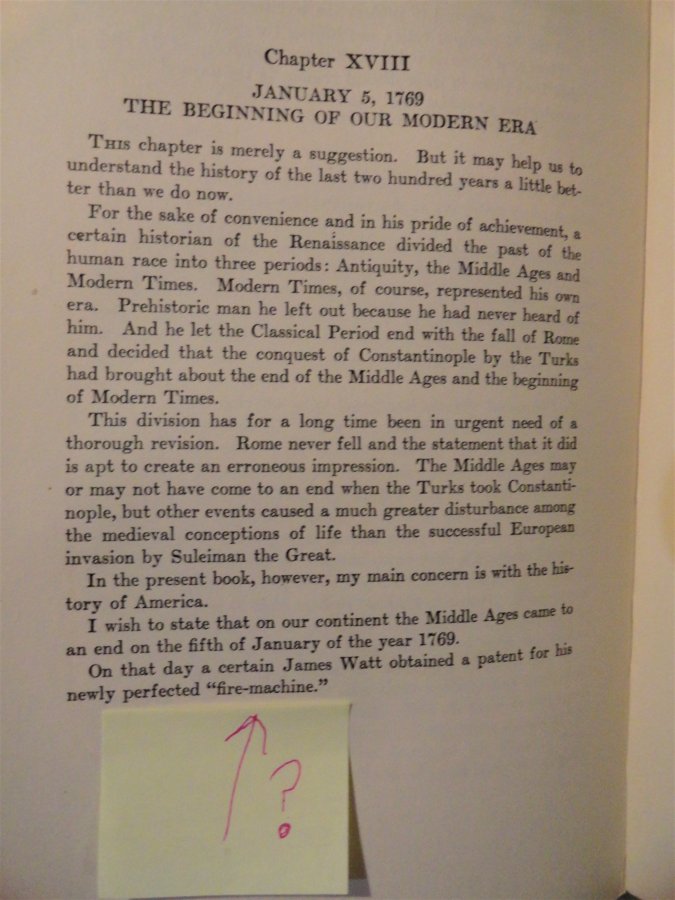 Chapter XVIII
JANUARY 5, 1769
THE BEGINNING OF OUR MODERN ERA
THIS chapter is merely a suggestion. But it may help us to
understand the history of the last two hundred years a little bet-
ter than we do now.
For the sake of convenience and in his pride of achievement, a
certain historian of the Renaissance divided the past of the
human race into three periods: Antiquity, the Middle Ages and
Modern Times. Modern Times, of course, represented his own
era. Prehistoric man he left out because he had never heard of
him. And he let the Classical Period end with the fall of Rome
and decided that the conquest of Constantinople by the Turks
had brought about the end of the Middle Ages and the beginning
of Modern Times.
This division has for a long time been in urgent need of a
thorough revision. Rome never fell and the statement that it did
is apt to create an erroneous impression. The Middle Ages may
or may not have come to an end when the Turks took Constanti-
nople, but other events caused a much greater disturbance among
the medieval conceptions of life than the successful European
invasion by Suleiman the Great.
In the present book, however, my main concern is with the his-
tory of America.
I wish to state that on our continent the Middle Ages came to
an end on the fifth of January of the year 1769.
On that day a certain James Watt obtained a patent for his
newly perfected “fire-machine.”
?